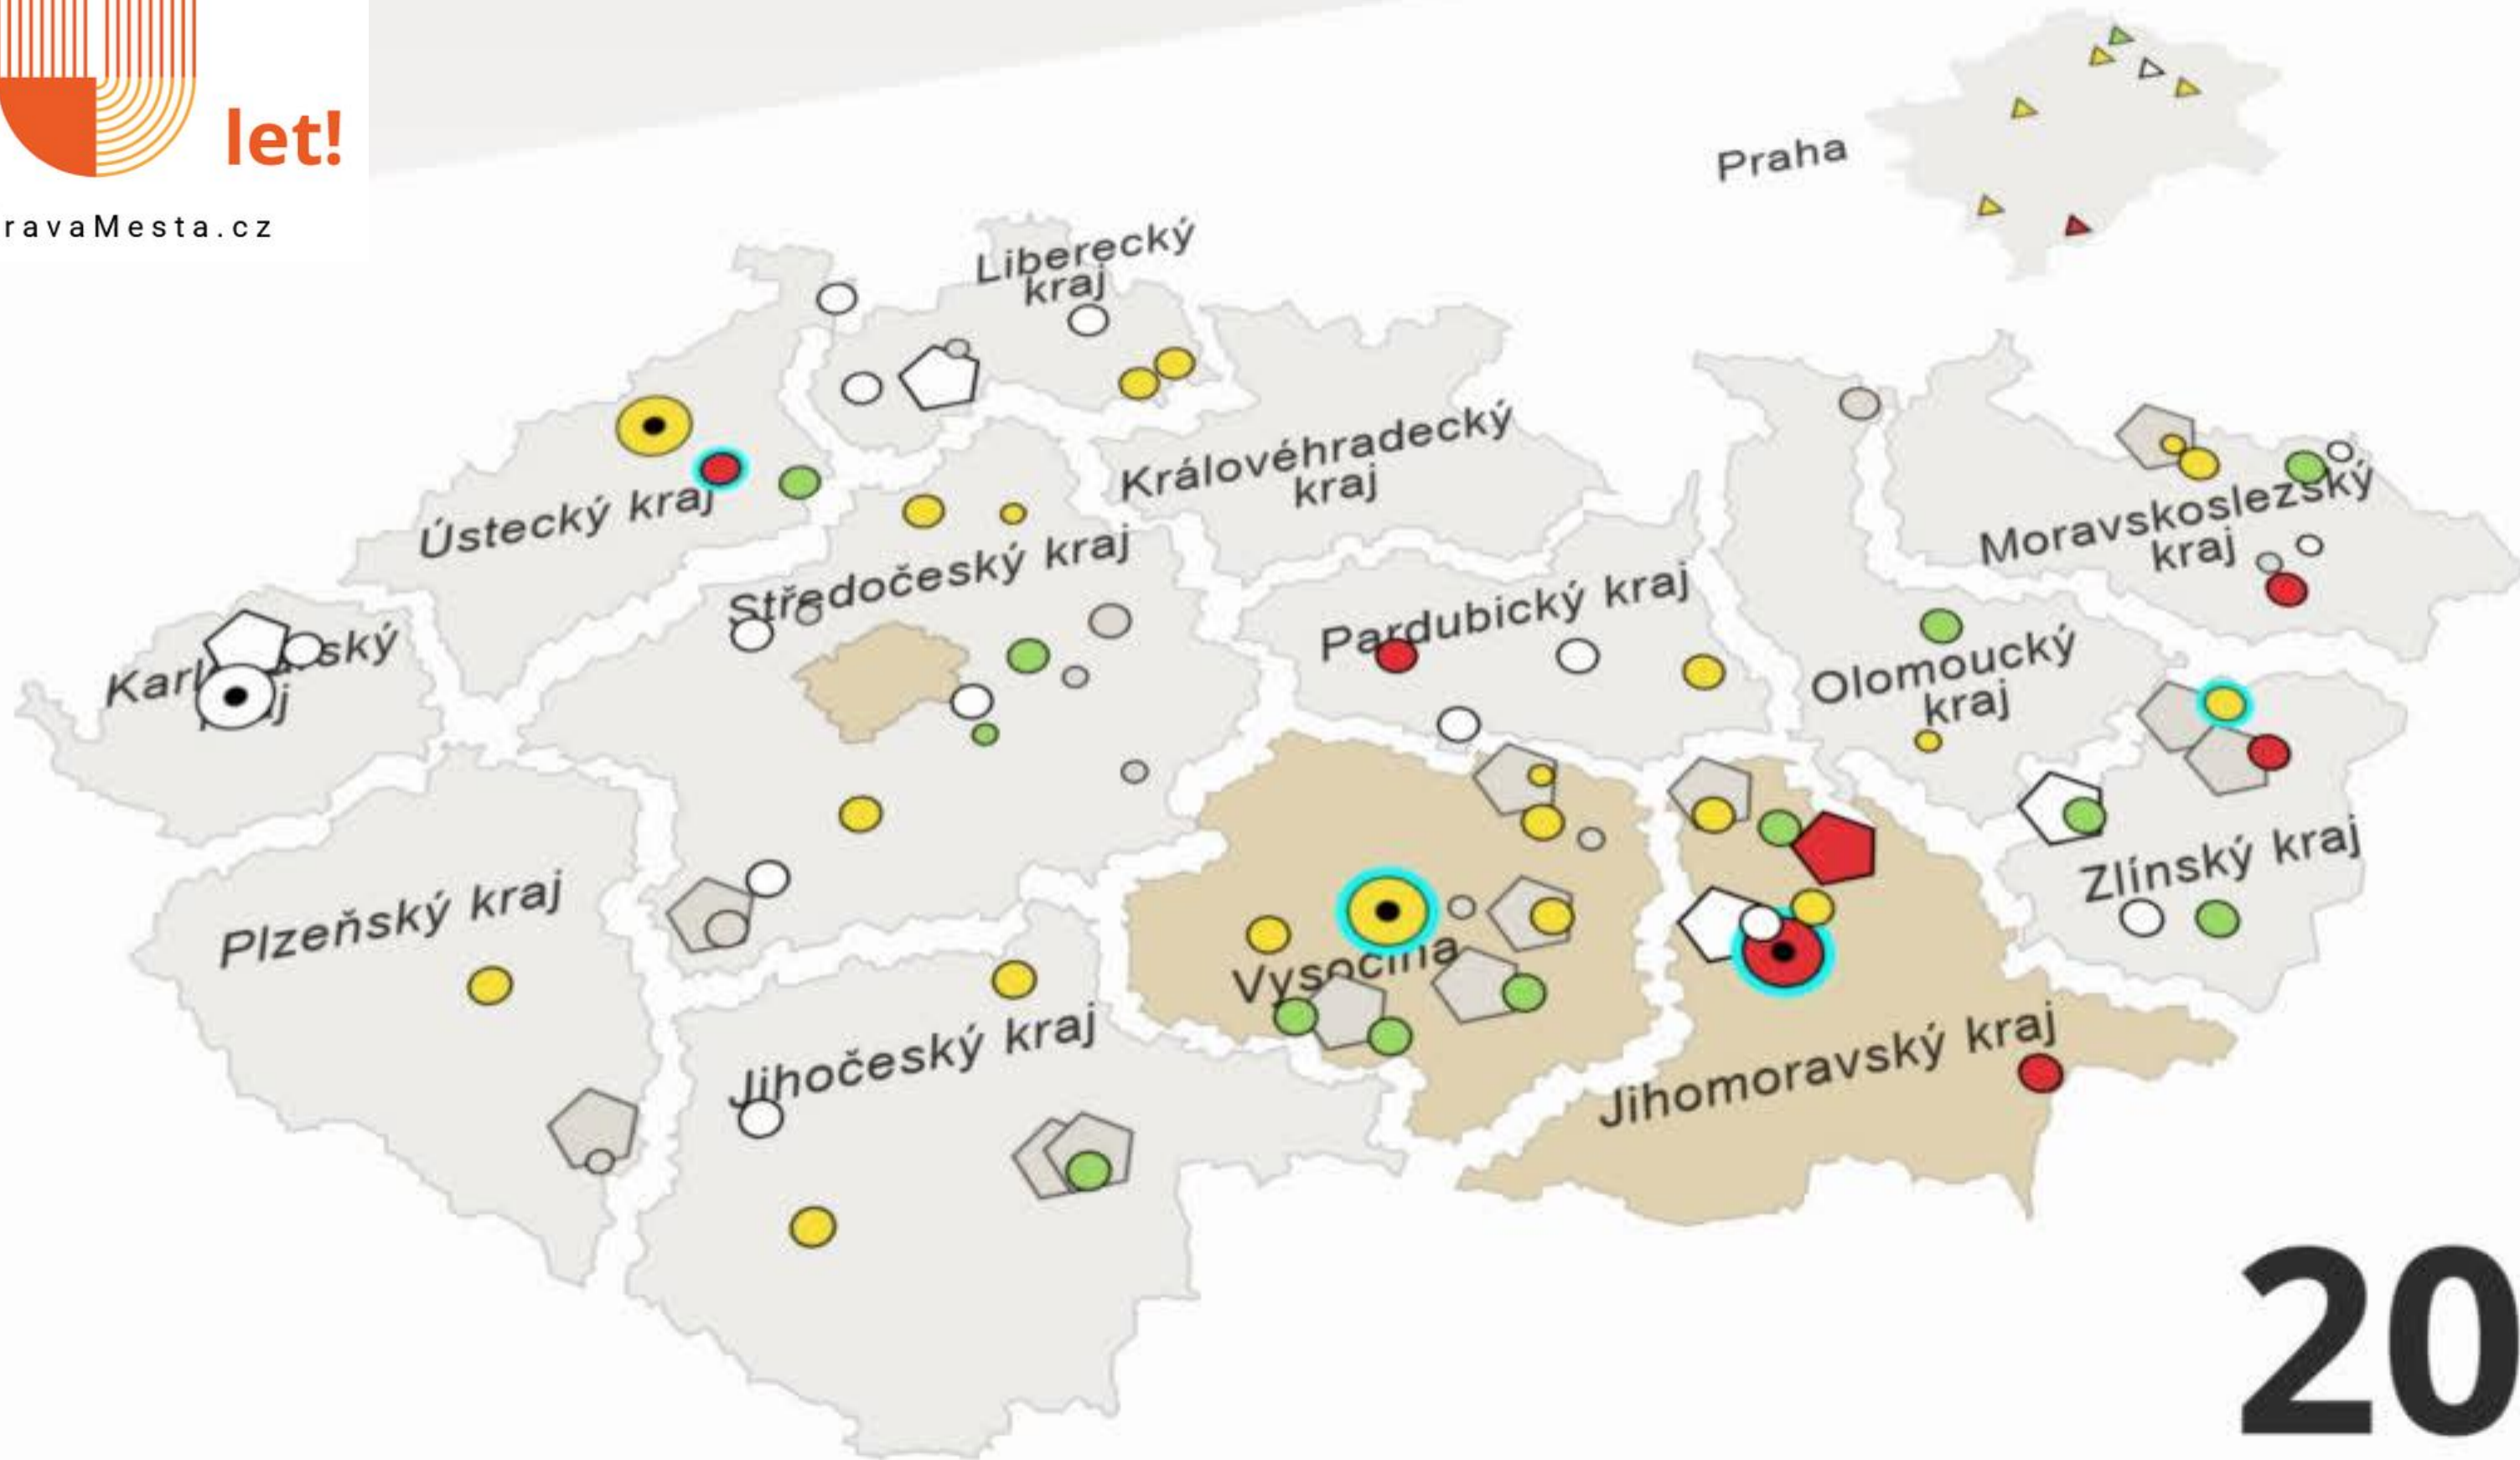 let!
ravaMesta.cz
Praha
Liberecký
kraj
Královéhradecký
kraj
Ústecký kraj
Středočeský kraj
Moravskoslezský
kraj
Pardubický kraj
Olomoucký
kraj
Plzeňský kraj
Vysočina
Zlínský kraj
Jihočeský kraj
Jihomoravský kraj
20